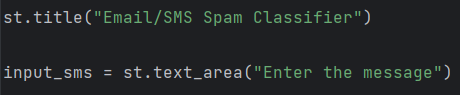 st.title("Email/SMS Spam Classifier")
input_sms = st.text_area("Enter the message")